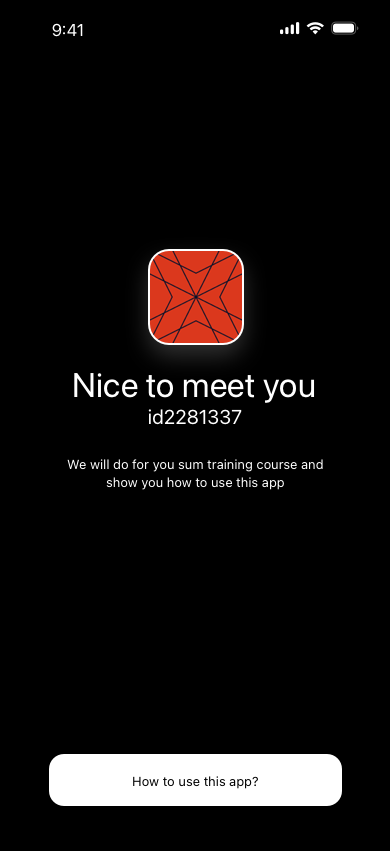 9:41
Nice to meet you
id2281337
We will do for you sum training course and
show you how to use this app
How to use this app?